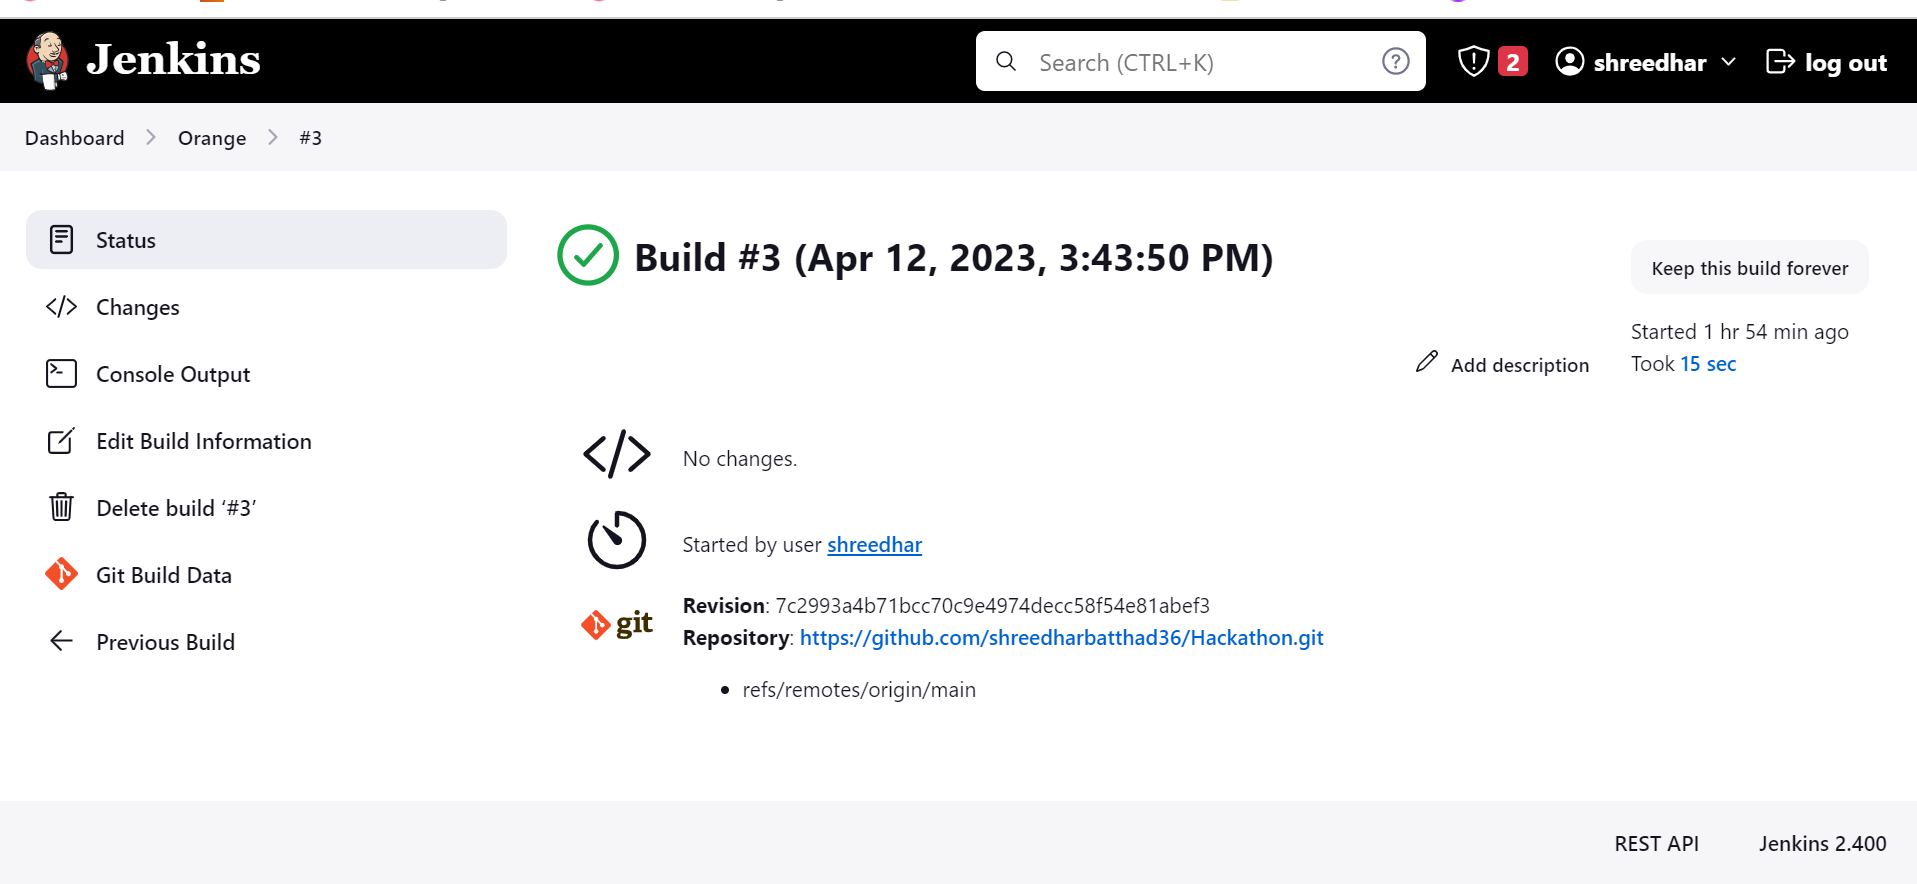 Jenkins
Search (CTRL+K)
2
shreedhar
log out
Dashboard
Orange
#3
Status
Changes
Console Output
Edit Build Information
Delete build ‘#3’
Git Build Data
Previous Build
Build #3 (Apr 12, 2023, 3:43:50 PM)
Keep this build forever
Started 1 hr 54 min ago
Took 15 sec
Add description
No changes.
Started by user shreedhar
git
Revision: 7c2993a4b71bcc70c9e4974decc58f54e81abef3
Repository: https://github.com/shreedharbatthad36/Hackathon.git
• refs/remotes/origin/main
REST API
Jenkins 2.400